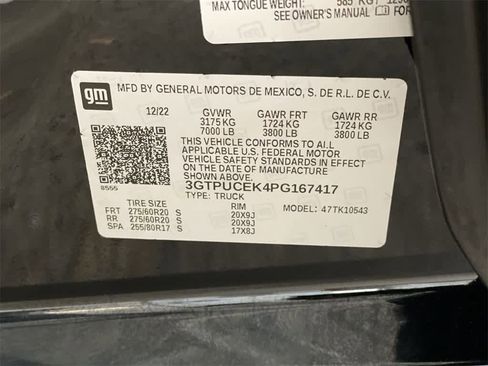 MAX TONGUE WEIGHT:
SEE OWNER'S MANUAL FOR
gm
MFD BY GENERAL MOTORS DE MEXICO, S. DE R.L. DE C.V.
12/22 GVWR GAWR FRT GAWR RR
3175 KG 1724 KG 1724 KG
7000 LB 3800 LB 3800 LB
THIS VEHICLE CONFORMS TO ALL
APPLICABLE U.S. FEDERAL MOTOR
VEHICLE SAFETY STANDARDS IN EFFECT
ON THE DATE OF MANUFACTURE
SHOWN ABOVE.
8555 3GTPUCEK4PG167417
TYPE: TRUCK MODEL: 47TK10543
TIRE SIZE RIM
FRT 275/60R20 S 20X9J
RR 275/60R20 S 20X9J
SPA 255/80R17 S 17X8J